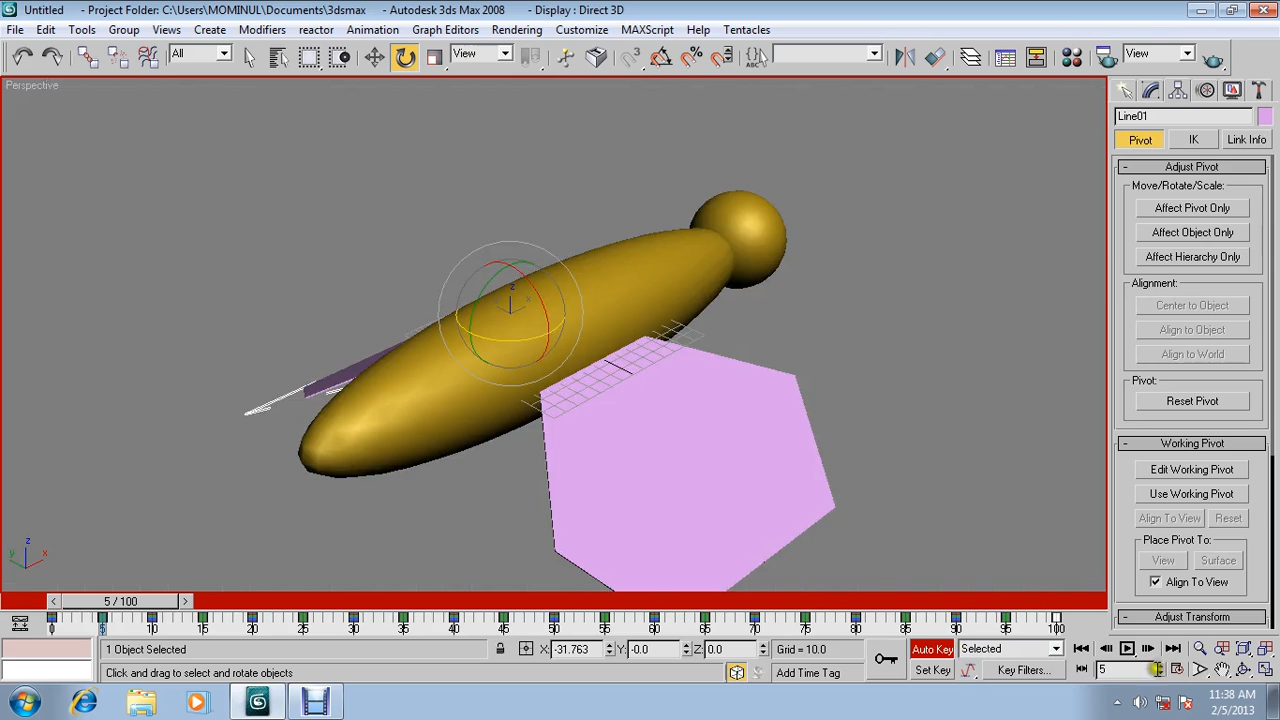 Untitled - Project Folder: C:\Users\MOMINUL\Documents\3dsmax - Autodesk 3ds Max 2008 - Display : Direct 3D
File Edit Tools Group Views Create Modifiers reactor Animation Graph Editors Rendering Customize MAXScript Help Tentacles
All View View
Perspective
Line01
Pivot IK Link Info
- Adjust Pivot
Move/Rotate/Scale:
Affect Pivot Only
Affect Object Only
Affect Hierarchy Only
Alignment:
Center to Object
Align to Object
Align to World
Pivot:
Reset Pivot
- Working Pivot
Edit Working Pivot
Use Working Pivot
Align To View Reset
Place Pivot To:
View Surface
Align To View
- Adjust Transform
z
x
z
y x
< 5 / 100 >
0 5 10 15 20 25 30 35 40 45 50 55 60 65 70 75 80 85 90 95 100
1 Object Selected X: -31.763 Y: -0.0 Z: 0.0 Grid = 10.0 Auto Key Selected
Click and drag to select and rotate objects Add Time Tag Set Key Key Filters... 5
11:38 AM
2/5/2013